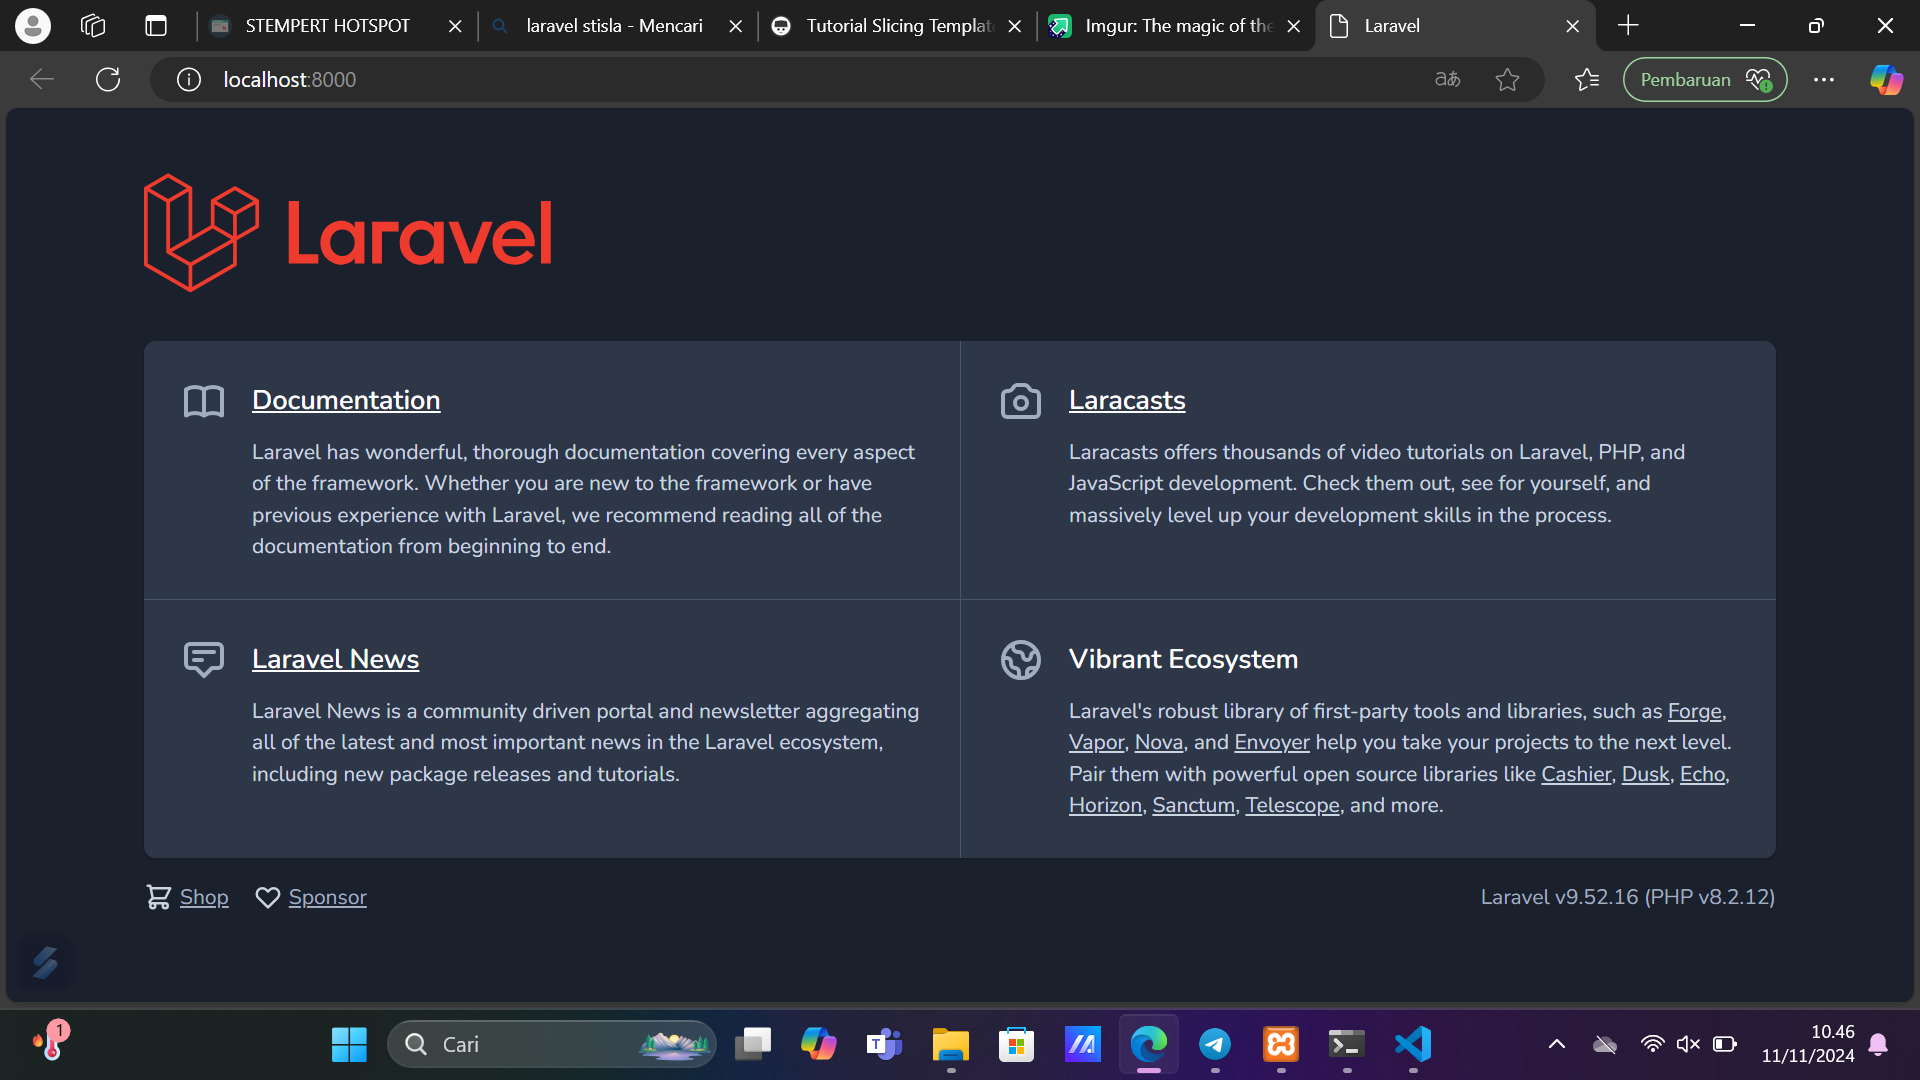 STEMPERT HOTSPOT
laravel stisla - Mencari
Tutorial Slicing Templat
Imgur: The magic of the
Laravel
localhost:8000
aあ
Pembaruan
Laravel
Documentation
Laravel has wonderful, thorough documentation covering every aspect
of the framework. Whether you are new to the framework or have
previous experience with Laravel, we recommend reading all of the
documentation from beginning to end.
Laracasts
Laracasts offers thousands of video tutorials on Laravel, PHP, and
JavaScript development. Check them out, see for yourself, and
massively level up your development skills in the process.
Laravel News
Laravel News is a community driven portal and newsletter aggregating
all of the latest and most important news in the Laravel ecosystem,
including new package releases and tutorials.
Vibrant Ecosystem
Laravel's robust library of first-party tools and libraries, such as Forge,
Vapor, Nova, and Envoyer help you take your projects to the next level.
Pair them with powerful open source libraries like Cashier, Dusk, Echo,
Horizon, Sanctum, Telescope, and more.
Shop
Sponsor
Laravel v9.52.16 (PHP v8.2.12)
1
Cari
10.46
11/11/2024